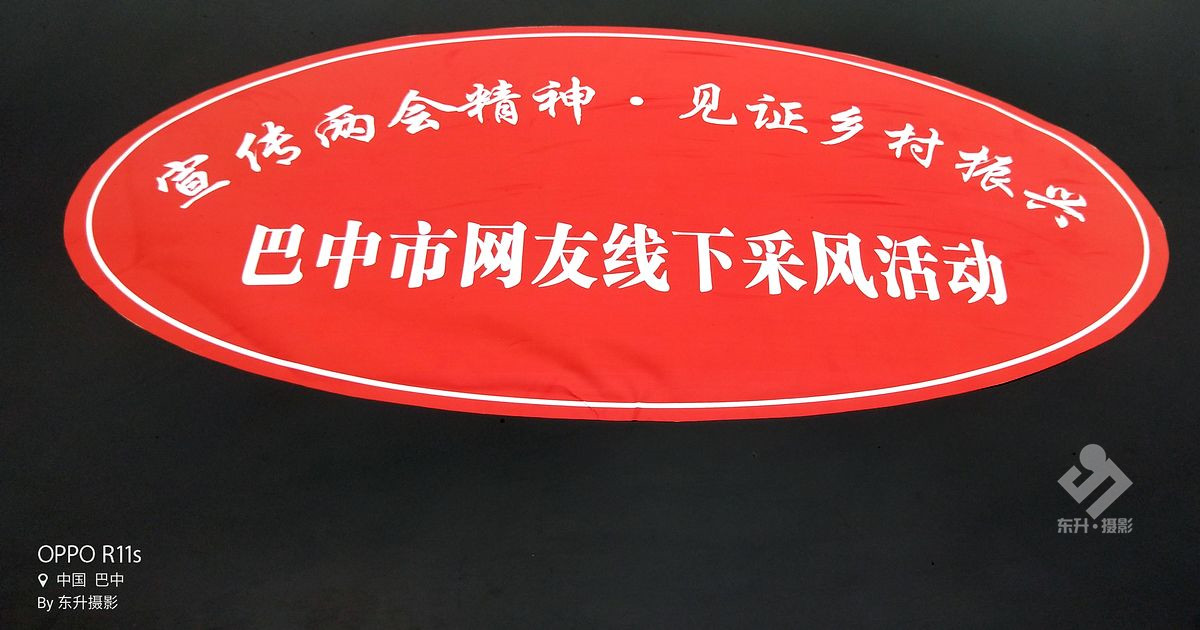 宣传两会精神·见证乡村振兴
巴中市网友线下采风活动
东升·摄影
OPPO R11s
中国 巴中
By 东升摄影